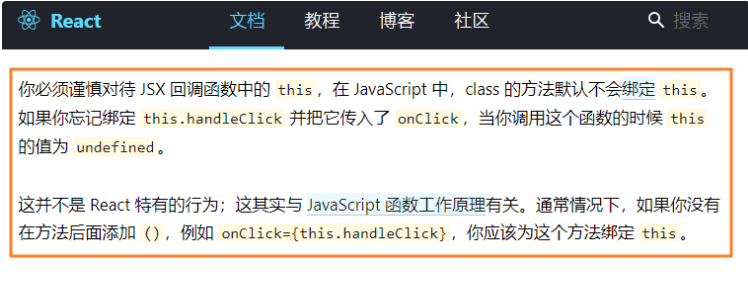 React 文档 教程 博客 社区 搜索
你必须谨慎对待 JSX 回调函数中的 this，在 JavaScript 中，class 的方法默认不会绑定 this。
如果你忘记绑定 this.handleClick 并把它传入了 onClick，当你调用这个函数的时候 this
的值为 undefined。
这并不是 React 特有的行为；这其实与 JavaScript 函数工作原理有关。通常情况下，如果你没有
在方法后面添加 ()，例如 onClick={this.handleClick}，你应该为这个方法绑定 this。